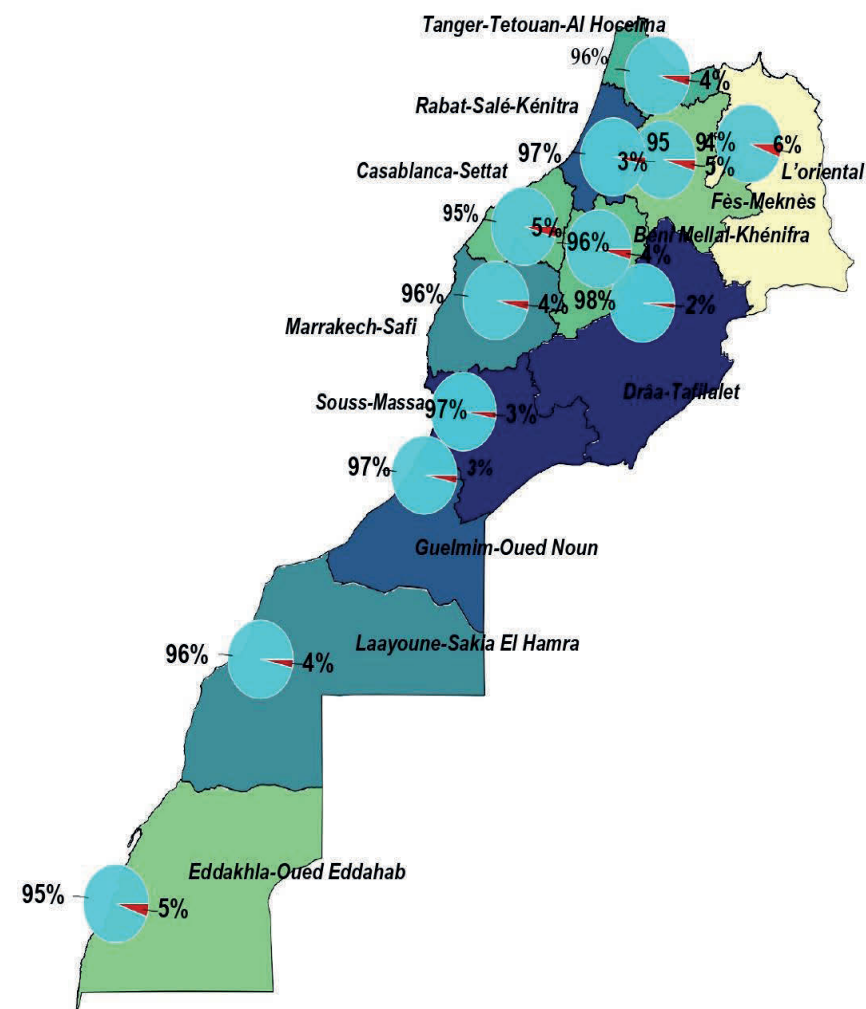 Tanger-Tetouan-Al Hoceima
96%
4%
Rabat-Salé-Kénitra
97%
3%
95
5%
6%
L'oriental
Casablanca-Settat
Fès-Meknès
95%
5%
96%
4%
Béni Mellal-Khénifra
96%
4%
98%
2%
Marrakech-Safi
Drâa-Tafilalet
Souss-Massa
97%
3%
97%
3%
Guelmim-Oued Noun
Laayoune-Sakia El Hamra
96%
4%
Eddakhla-Oued Eddahab
95%
5%